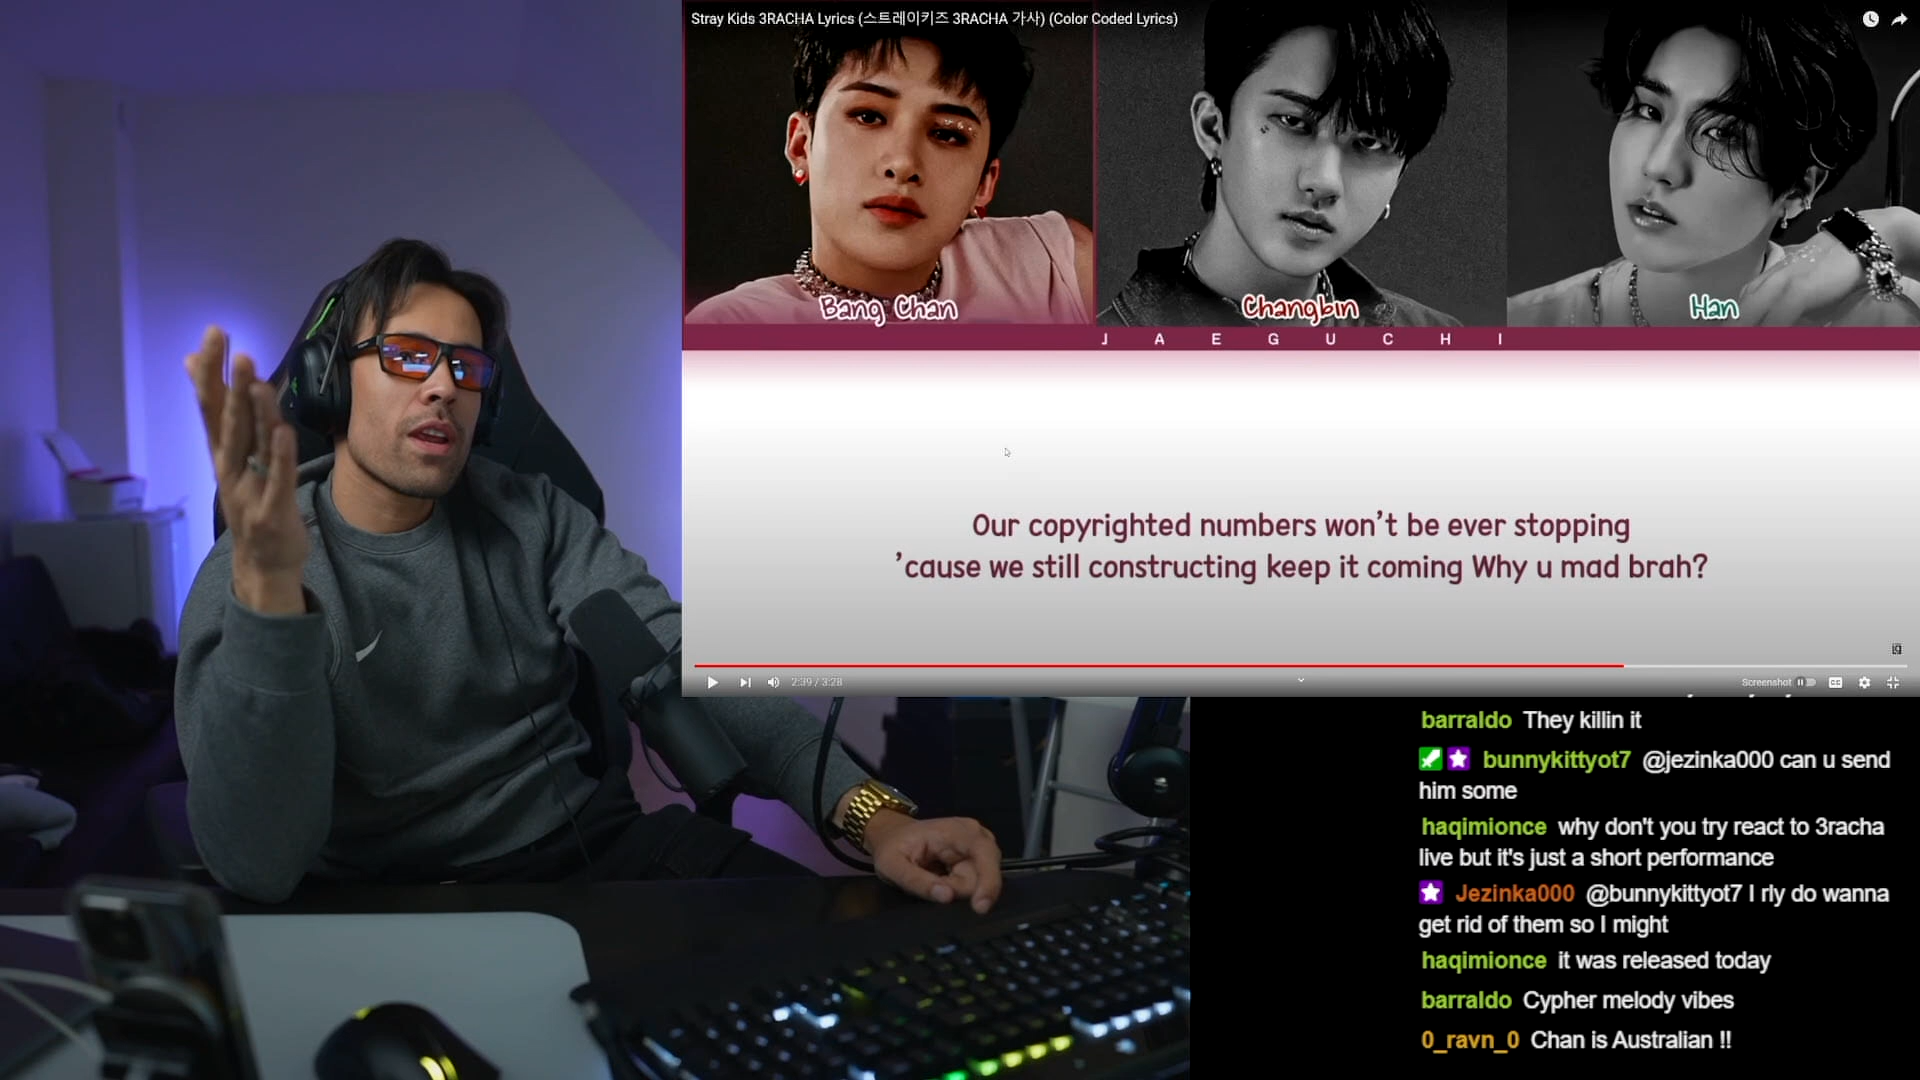 Stray Kids 3RACHA Lyrics (스트레이키즈 3RACHA 가사) (Color Coded Lyrics)
Bang Chan
Changbin
Han
J A E G U C H I
Our copyrighted numbers won't be ever stopping
'cause we still constructing keep it coming Why u mad brah?
2:39 / 3:28
Screenshot
barraldo They killin it
bunnykittyot7 @jezinka000 can u send
him some
haqimionce why don't you try react to 3racha
live but it's just a short performance
Jezinka000 @bunnykittyot7 I rly do wanna
get rid of them so I might
haqimionce it was released today
barraldo Cypher melody vibes
0_ravn_0 Chan is Australian !!